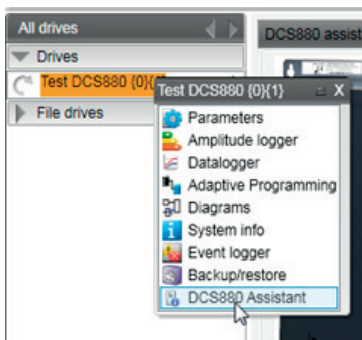 All drives
DCS880 assist
Drives
Test DCS880 {0}{1}
Test DCS880 {0}{1} X
File drives
Parameters
Amplitude logger
Datalogger
Adaptive Programming
Diagrams
System info
Event logger
Backup/restore
DCS880 Assistant